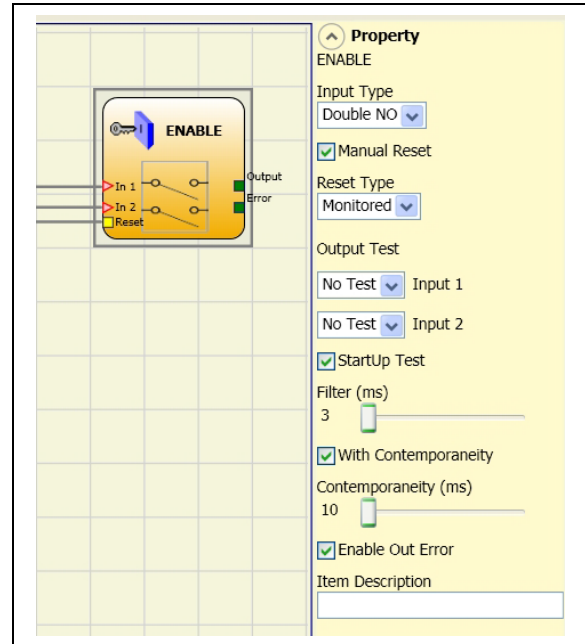 ENABLE
In 1
In 2
Reset
Output
Error
Property
ENABLE
Input Type
Double NO
Manual Reset
Reset Type
Monitored
Output Test
No Test Input 1
No Test Input 2
StartUp Test
Filter (ms)
3
With Contemporaneity
Contemporaneity (ms)
10
Enable Out Error
Item Description